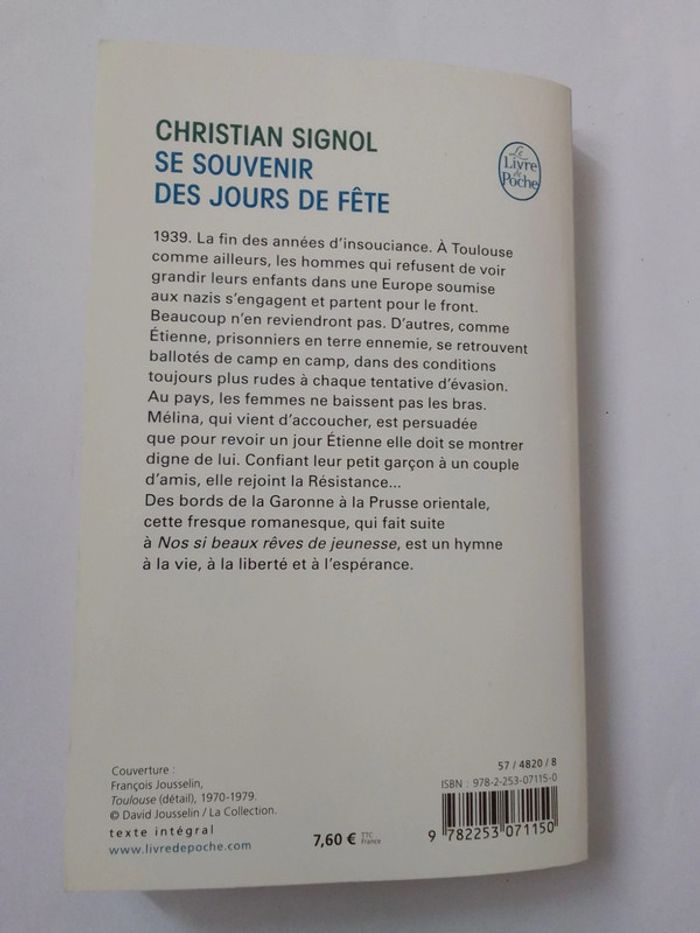 CHRISTIAN SIGNOL
SE SOUVENIR
DES JOURS DE FÊTE
Le
Livre
de
Poche
1939. La fin des années d'insouciance. À Toulouse
comme ailleurs, les hommes qui refusent de voir
grandir leurs enfants dans une Europe soumise
aux nazis s'engagent et partent pour le front.
Beaucoup n'en reviendront pas. D'autres, comme
Étienne, prisonniers en terre ennemie, se retrouvent
ballotés de camp en camp, dans des conditions
toujours plus rudes à chaque tentative d'évasion.
Au pays, les femmes ne baissent pas les bras.
Mélina, qui vient d'accoucher, est persuadée
que pour revoir un jour Étienne elle doit se montrer
digne de lui. Confiant leur petit garçon à un couple
d'amis, elle rejoint la Résistance...
Des bords de la Garonne à la Prusse orientale,
cette fresque romanesque, qui fait suite
à Nos si beaux rêves de jeunesse, est un hymne
à la vie, à la liberté et à l'espérance.
Couverture :
François Jousselin,
Toulouse (détail), 1970-1979.
© David Jousselin / La Collection.
texte intégral
www.livredepoche.com
7,60 € TTC
France
57 / 4820 / 8
ISBN : 978-2-253-07115-0
9 782253 071150